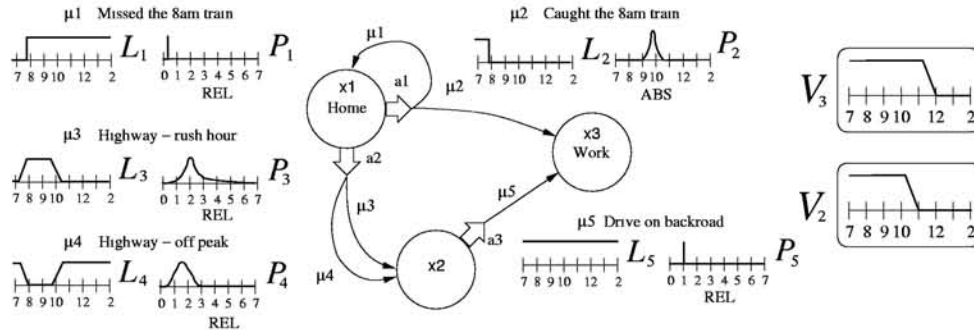 μ1 Missed the 8am train
L1
P1
7 8 9 10 12 2
0 1 2 3 4 5 6 7
REL
μ2 Caught the 8am train
L2
P2
7 8 9 10 12 2
7 8 9 10 12 2
ABS
μ3 Highway – rush hour
L3
P3
7 8 9 10 12 2
0 1 2 3 4 5 6 7
REL
μ4 Highway – off peak
L4
P4
7 8 9 10 12 2
0 1 2 3 4 5 6 7
REL
μ1
x1
Home
a1
μ2
a2
x3
Work
μ3
μ4
μ5
a3
x2
μ5 Drive on backroad
L5
P5
7 8 9 10 12 2
0 1 2 3 4 5 6 7
REL
V3
7 8 9 10 12 2
V2
7 8 9 10 12 2